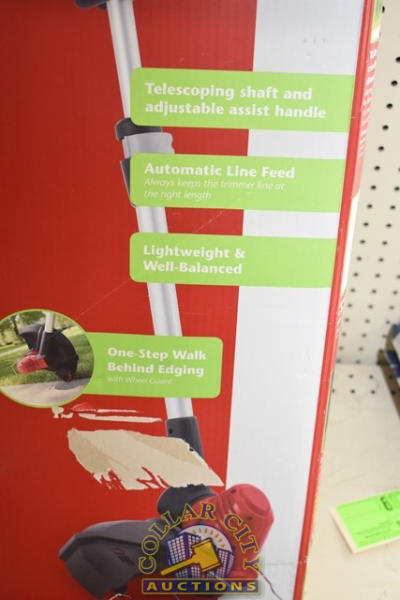 Telescoping shaft and
adjustable assist handle
Automatic Line Feed
Always keeps the trimmer line at
the right length
Lightweight &
Well-Balanced
One-Step Walk
Behind Edging
with Wheel Guard
COLLAR CITY
AUCTIONS